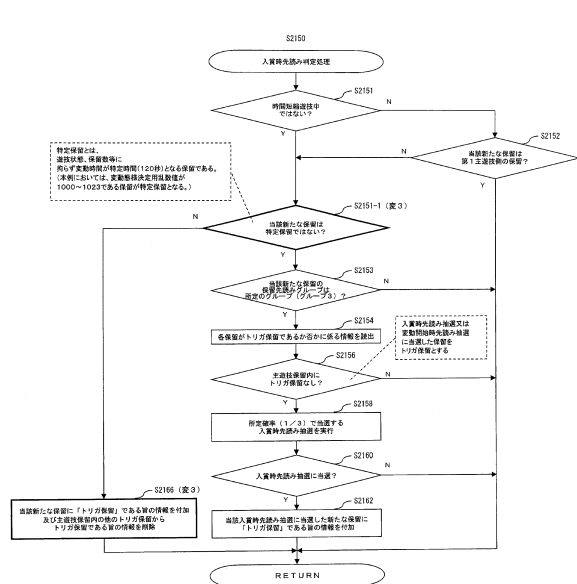 S2150
入賞時先読み判定処理
S2151
時間短縮遊技中
ではない？
N
Y
S2152
当該新たな保留は
第１主遊技側の保留？
N
Y
特定保留とは、
遊技状態、保留数等に
拘らず変動時間が特定時間（120秒）となる保留である。
（本例においては、変動態様決定用乱数値が
1000～1023である保留が特定保留となる。）
S2151-1（変３）
当該新たな保留は
特定保留ではない？
N
Y
S2153
当該新たな保留の
保留先読みグループは
所定のグループ（グループ３）？
N
Y
S2154
各保留がトリガ保留であるか否かに係る情報を読出
入賞時先読み抽選又は
変動開始時先読み抽選
に当選した保留を
トリガ保留とする
S2156
主遊技保留内に
トリガ保留なし？
N
Y
S2158
所定確率（１／３）で当選する
入賞時先読み抽選を実行
S2160
入賞時先読み抽選に当選？
N
Y
S2166（変３）
当該新たな保留に「トリガ保留」である旨の情報を付加
及び主遊技保留内の他のトリガ保留から
トリガ保留である旨の情報を削除
S2162
当該入賞時先読み抽選に当選した新たな保留に
「トリガ保留」である旨の情報を付加
RETURN